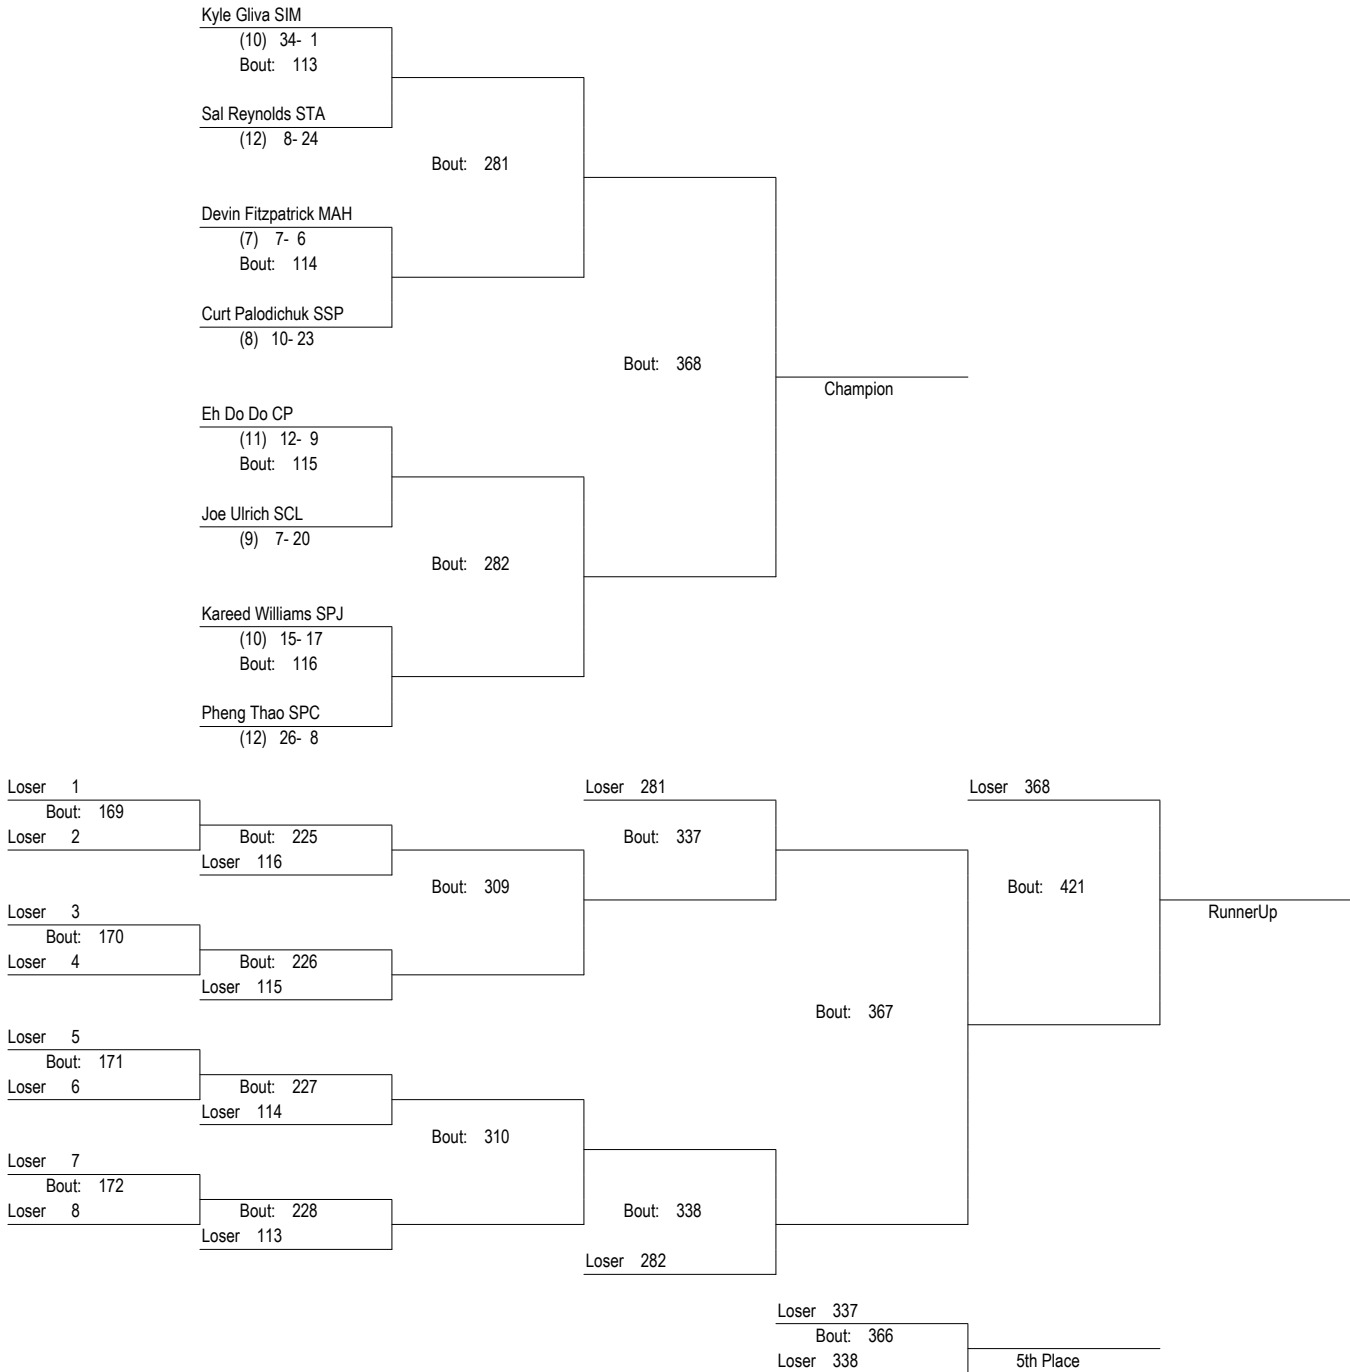 Kyle Gliva SIM
(10) 34- 1
Bout: 113
Sal Reynolds STA
(12) 8- 24
Bout: 281
Devin Fitzpatrick MAH
(7) 7- 6
Bout: 114
Curt Palodichuk SSP
(8) 10- 23
Bout: 368
Champion
Eh Do Do CP
(11) 12- 9
Bout: 115
Joe Ulrich SCL
(9) 7- 20
Bout: 282
Kareed Williams SPJ
(10) 15- 17
Bout: 116
Pheng Thao SPC
(12) 26- 8
Loser 1
Bout: 169
Loser 2
Bout: 225
Loser 116
Bout: 309
Loser 281
Bout: 337
Loser 368
Bout: 421
RunnerUp
Loser 3
Bout: 170
Loser 4
Bout: 226
Loser 115
Bout: 367
Loser 5
Bout: 171
Loser 6
Bout: 227
Loser 114
Bout: 310
Loser 7
Bout: 172
Loser 8
Bout: 228
Loser 113
Bout: 338
Loser 282
Loser 337
Bout: 366
Loser 338
5th Place